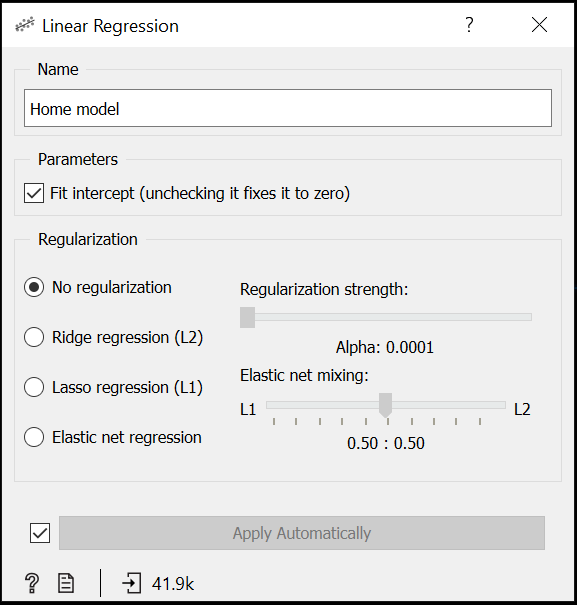 Linear Regression
Name
Home model
Parameters
Fit intercept (unchecking it fixes it to zero)
Regularization
No regularization
Ridge regression (L2)
Lasso regression (L1)
Elastic net regression
Regularization strength:
Alpha: 0.0001
Elastic net mixing:
L1 L2
0.50 : 0.50
Apply Automatically
41.9k